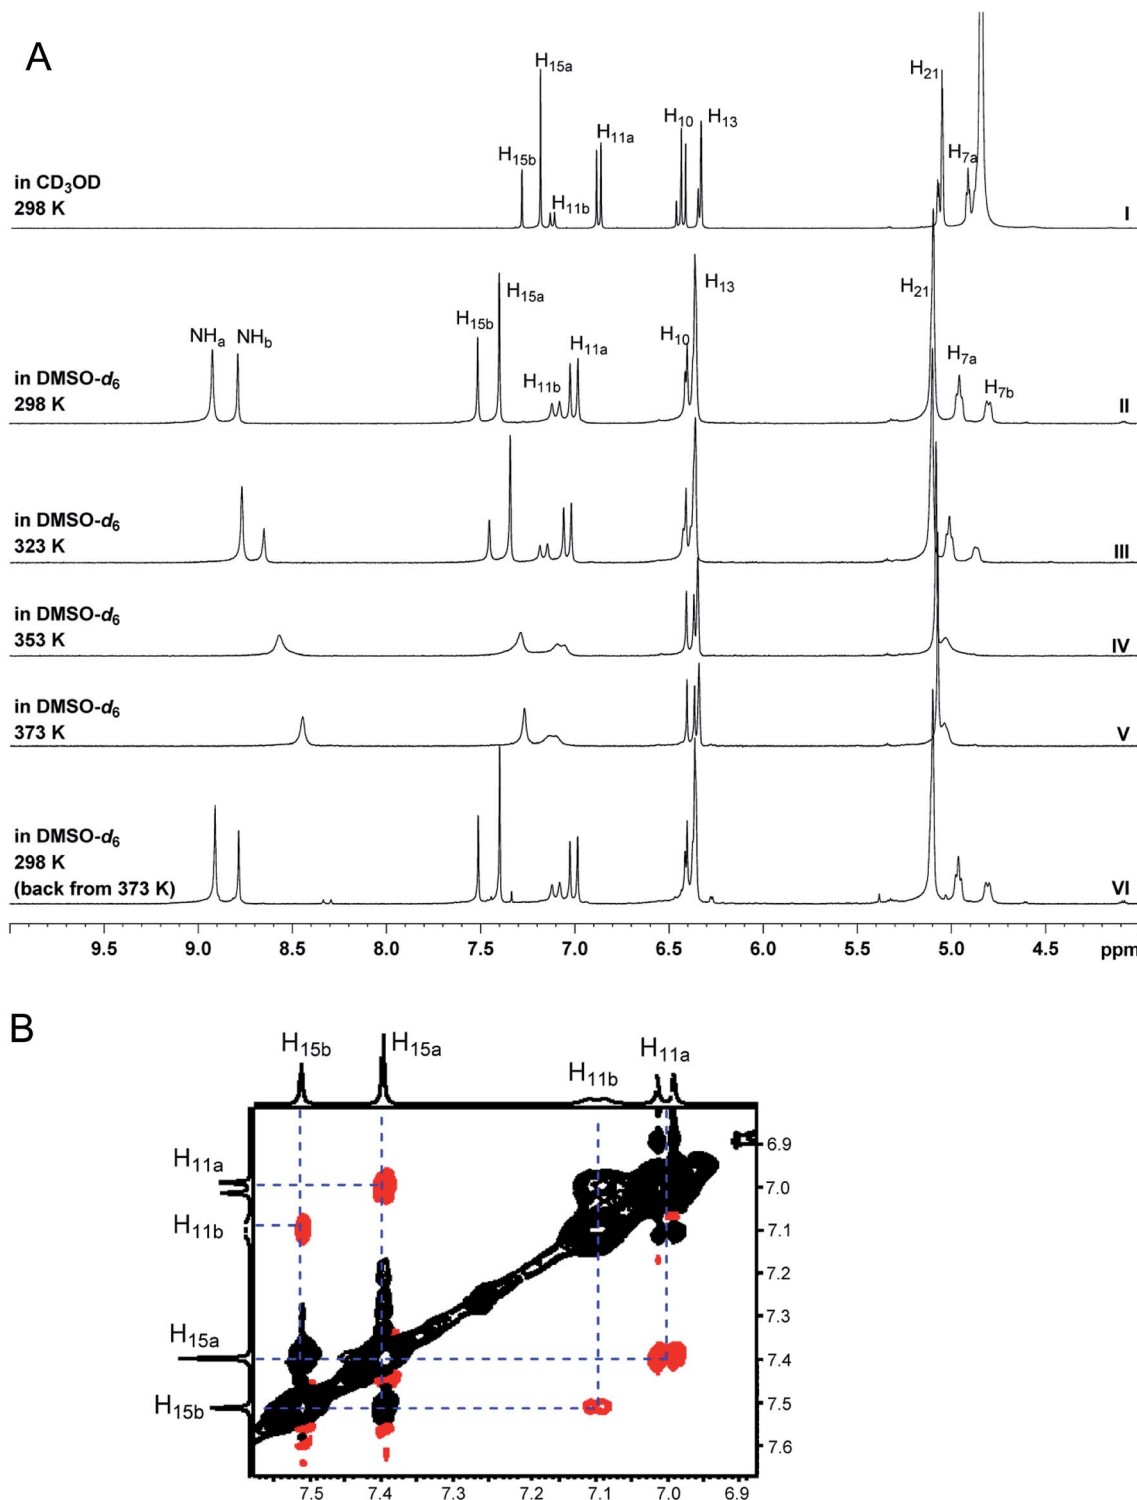 A
H15a
H21
H10
H13
H15b
H11a
H7a
in CD3OD
298 K
H11b
I
H15a
H13
H21
NHa
NHb
H15b
H10
H11a
H7a
in DMSO-d6
298 K
H11b
H7b
II
in DMSO-d6
323 K
III
in DMSO-d6
353 K
IV
in DMSO-d6
373 K
V
in DMSO-d6
298 K
(back from 373 K)
VI
9.5 9.0 8.5 8.0 7.5 7.0 6.5 6.0 5.5 5.0 4.5 ppm
B
H15b H15a H11b H11a
6.9
H11a
7.0
H11b
7.1
7.2
7.3
H15a
7.4
H15b
7.5
7.6
7.5 7.4 7.3 7.2 7.1 7.0 6.9